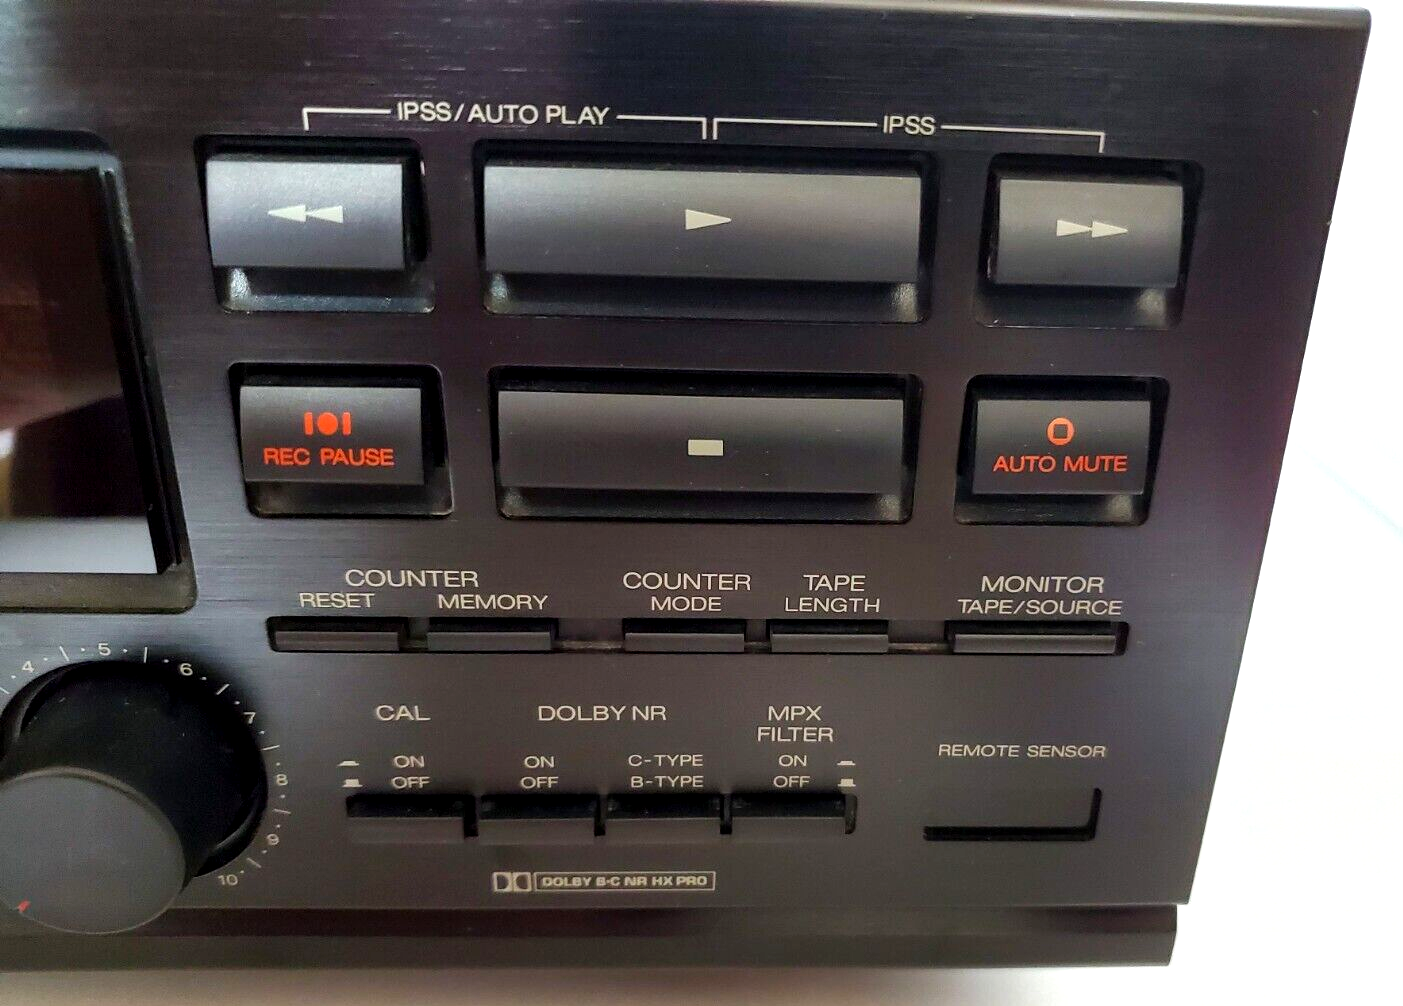 IPSS/AUTO PLAY
IPSS
REC PAUSE
AUTO MUTE
COUNTER
RESET MEMORY
COUNTER
MODE
TAPE
LENGTH
MONITOR
TAPE/SOURCE
4 5 6 7 8 9 10
CAL
ON
OFF
DOLBY NR
ON
OFF
C-TYPE
B-TYPE
MPX
FILTER
ON
OFF
REMOTE SENSOR
DOLBY B·C NR HX PRO